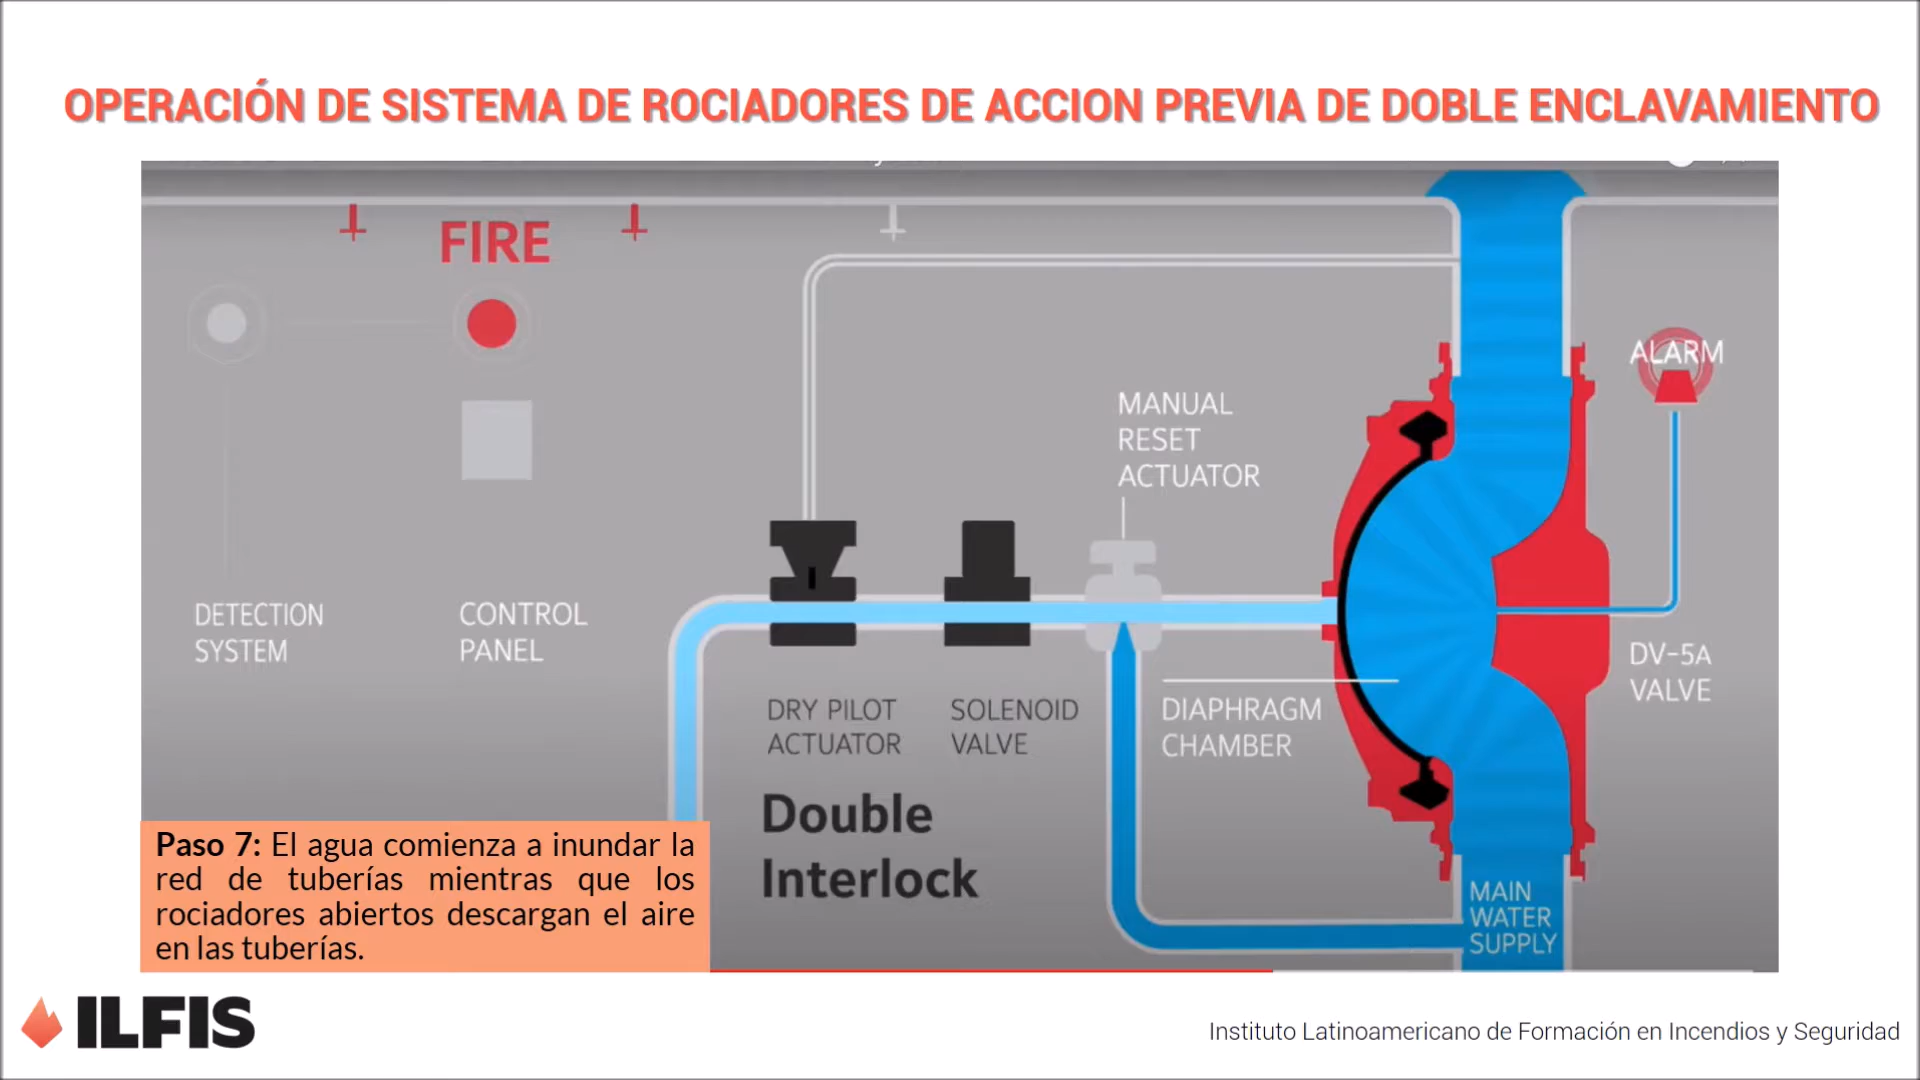 OPERACIÓN DE SISTEMA DE ROCIADORES DE ACCION PREVIA DE DOBLE ENCLAVAMIENTO
FIRE
ALARM
MANUAL
RESET
ACTUATOR
DETECTION
SYSTEM
CONTROL
PANEL
DRY PILOT
ACTUATOR
SOLENOID
VALVE
DIAPHRAGM
CHAMBER
DV-5A
VALVE
Double
Interlock
MAIN
WATER
SUPPLY
Paso 7: El agua comienza a inundar la
red de tuberías mientras que los
rociadores abiertos descargan el aire
en las tuberías.
ILFIS
Instituto Latinoamericano de Formación en Incendios y Seguridad